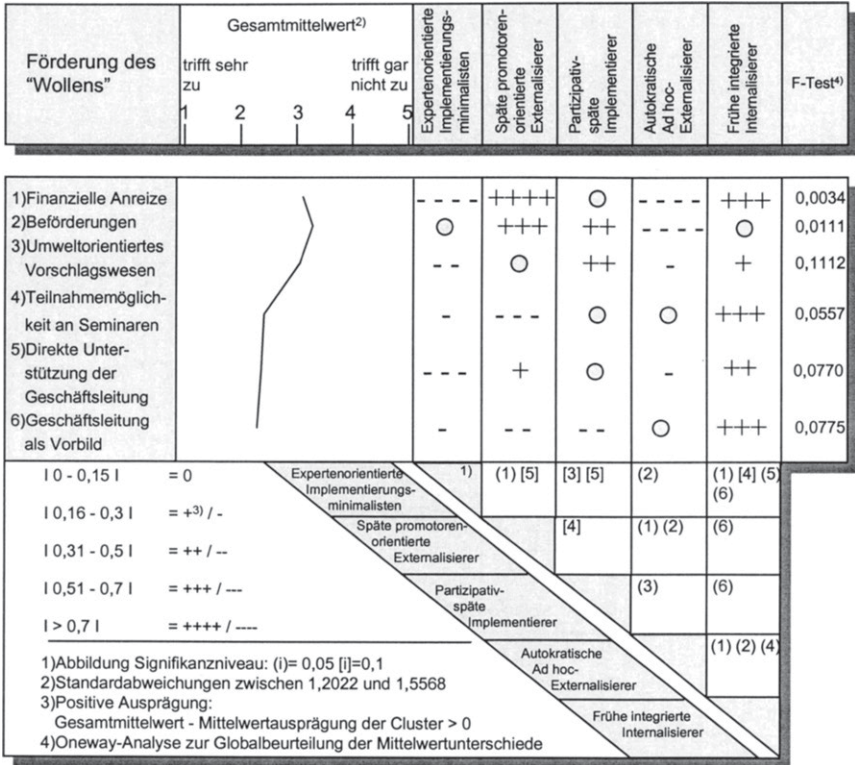 Förderung des
"Wollens"
Gesamtmittelwert2)
trifft sehr
zu
trifft gar
nicht zu
1 2 3 4 5
Expertenorientierte
Implementierungs-
minimalisten
Späte promotoren-
orientierte
Externalisierer
Partizipativ-
späte
Implementierer
Autokratische
Ad hoc-
Externalisierer
Frühe integrierte
Internalisierer
F-Test4)
1)Finanzielle Anreize - - - - ++++ O - - - - +++ 0,0034
2)Beförderungen O +++ ++ - - - - O 0,0111
3)Umweltorientiertes
Vorschlagswesen - - O ++ - + 0,1112
4)Teilnahmemöglich-
keit an Seminaren - - - - O O +++ 0,0557
5)Direkte Unter-
stützung der - - - + O - ++ 0,0770
Geschäftsleitung
6)Geschäftsleitung
als Vorbild - - - - - O +++ 0,0775
I 0 - 0,15 I = 0
I 0,16 - 0,3 I = +3) / -
I 0,31 - 0,5 I = ++ / --
I 0,51 - 0,7 I = +++ / ---
I > 0,7 I = ++++ / ----
Expertenorientierte
Implementierungs-
minimalisten
1) (1) [5] [3] [5] (2) (1) [4] (5)
(6)
Späte promotoren-
orientierte
Externalisierer
[4] (1) (2) (6)
Partizipativ-
späte
Implementierer
(3) (6)
Autokratische
Ad hoc-
Externalisierer
(1) (2) (4)
Frühe integrierte
Internalisierer
1)Abbildung Signifikanzniveau: (i)= 0,05 [i]=0,1
2)Standardabweichungen zwischen 1,2022 und 1,5568
3)Positive Ausprägung:
Gesamtmittelwert - Mittelwertausprägung der Cluster > 0
4)Oneway-Analyse zur Globalbeurteilung der Mittelwertunterschiede